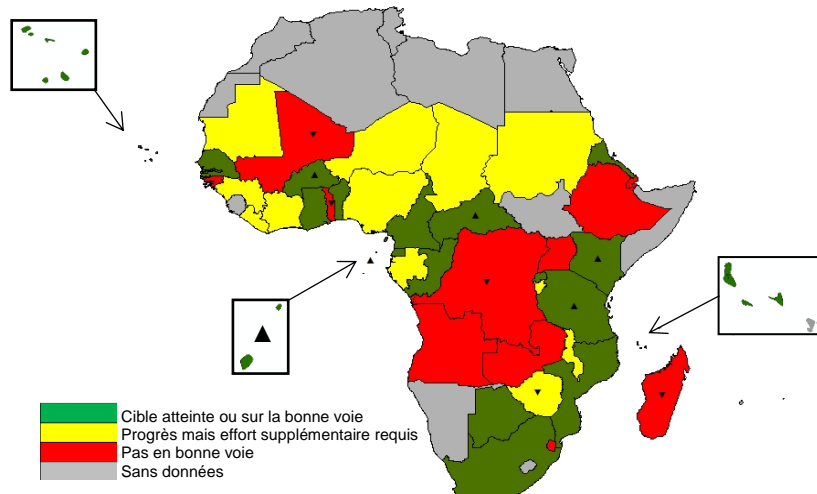 Cible atteinte ou sur la bonne voie
Progrès mais effort supplémentaire requis
Pas en bonne voie
Sans données